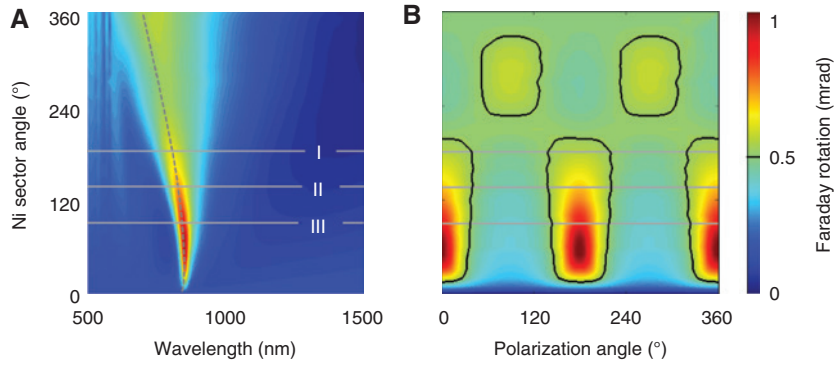 A
Ni sector angle (°)
360
240
120
0
I
II
III
500
1000
1500
Wavelength (nm)
B
0
120
240
360
Polarization angle (°)
1
0.5
0
Faraday rotation (mrad)